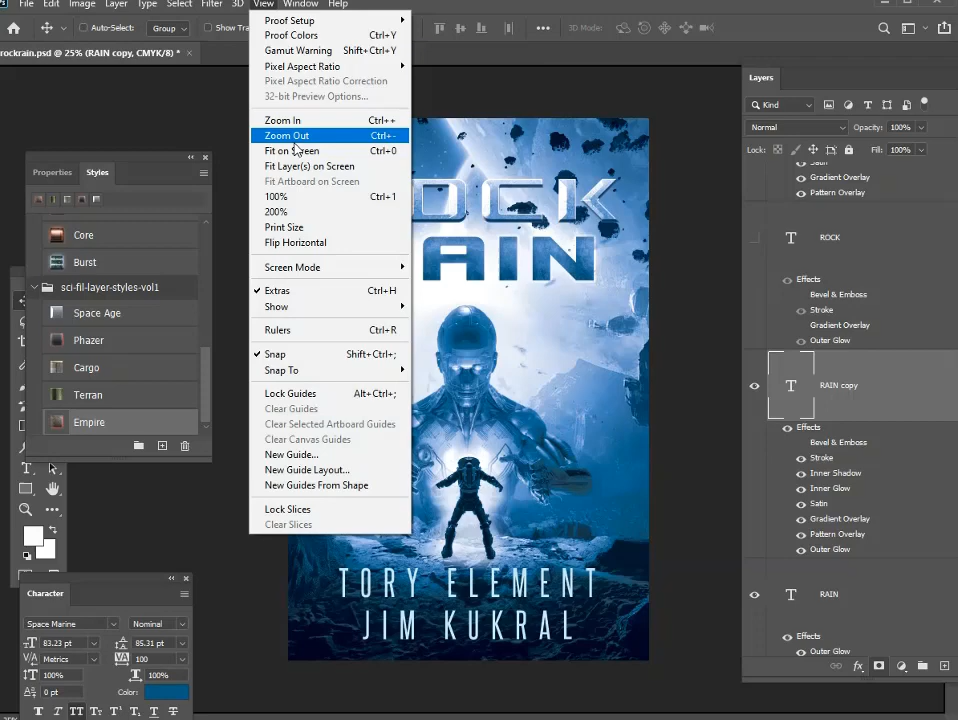 File Edit Image Layer Type Select Filter 3D View Window Help
Auto-Select: Group Show Tra 3D Mode:
rockrain.psd @ 25% (RAIN copy, CMYK/8) *
Proof Setup
Proof Colors Ctrl+Y
Gamut Warning Shift+Ctrl+Y
Pixel Aspect Ratio
Pixel Aspect Ratio Correction
32-bit Preview Options...
Zoom In Ctrl++
Zoom Out Ctrl+-
Fit on Screen Ctrl+0
Fit Layer(s) on Screen
Fit Artboard on Screen
100% Ctrl+1
200%
Print Size
Flip Horizontal
Screen Mode
Extras Ctrl+H
Show
Rulers Ctrl+R
Snap Shift+Ctrl+;
Snap To
Lock Guides Alt+Ctrl+;
Clear Guides
Clear Selected Artboard Guides
Clear Canvas Guides
New Guide...
New Guide Layout...
New Guides From Shape
Lock Slices
Clear Slices
Properties Styles
Core
Burst
sci-fil-layer-styles-vol1
Space Age
Phazer
Cargo
Terran
Empire
Character
Space Marine Nominal
83.23 pt 85.31 pt
Metrics 100
100% 100%
0 pt Color:
OCK
AIN
TORY ELEMENT
JIM KUKRAL
Layers
Kind
Normal Opacity: 100%
Lock: Fill: 100%
Gradient Overlay
Pattern Overlay
ROCK
Effects
Bevel & Emboss
Stroke
Gradient Overlay
Outer Glow
RAIN copy
Effects
Bevel & Emboss
Stroke
Inner Shadow
Inner Glow
Satin
Gradient Overlay
Pattern Overlay
Outer Glow
RAIN
Effects
Outer Glow